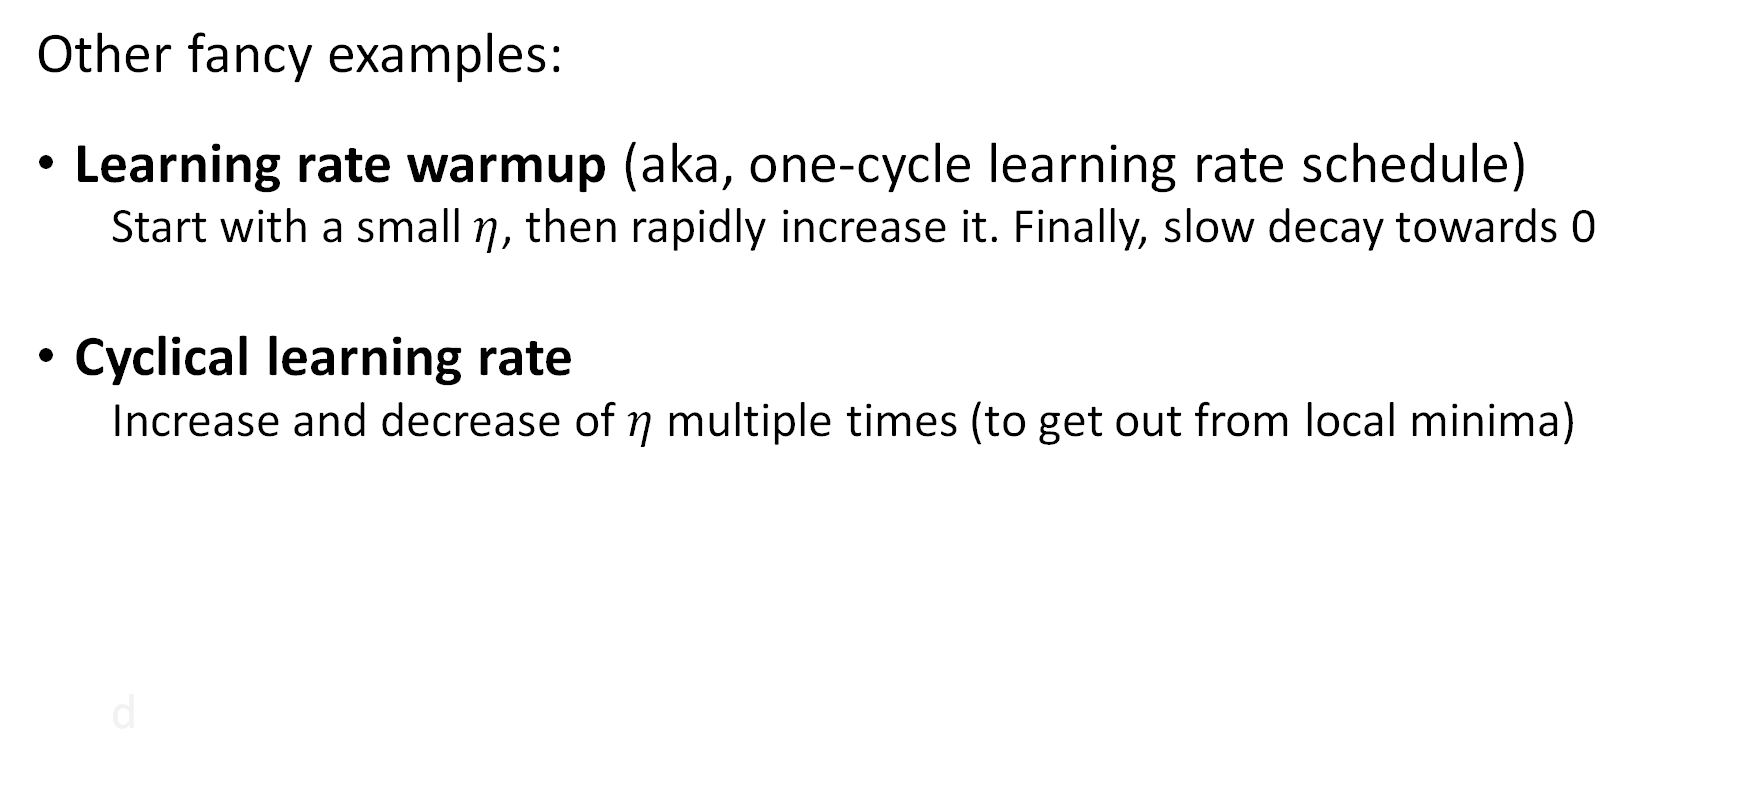 Other fancy examples:
• Learning rate warmup (aka, one-cycle learning rate schedule)
Start with a small η, then rapidly increase it. Finally, slow decay towards 0
• Cyclical learning rate
Increase and decrease of η multiple times (to get out from local minima)
d